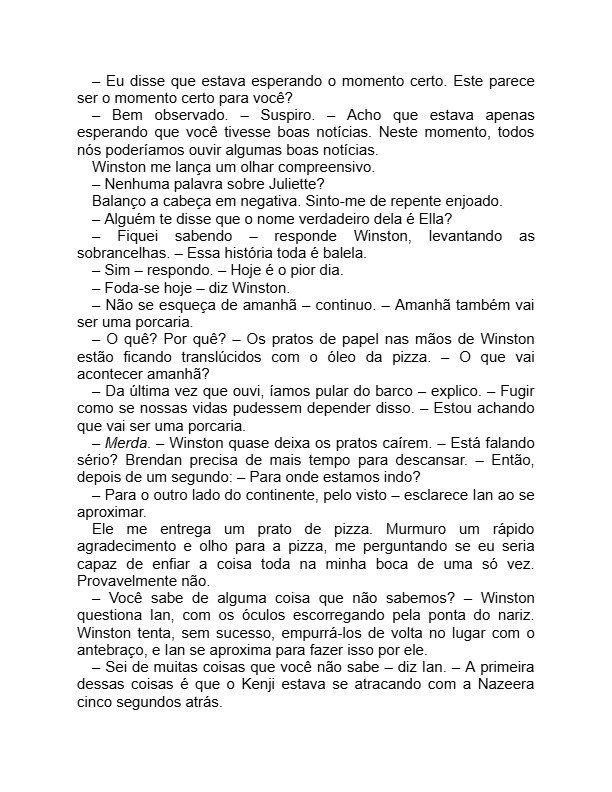 – Eu disse que estava esperando o momento certo. Este parece
ser o momento certo para você?
– Bem observado. – Suspiro. – Acho que estava apenas
esperando que você tivesse boas notícias. Neste momento, todos
nós poderíamos ouvir algumas boas notícias.
Winston me lança um olhar compreensivo.
– Nenhuma palavra sobre Juliette?
Balanço a cabeça em negativa. Sinto-me de repente enjoado.
– Alguém te disse que o nome verdadeiro dela é Ella?
– Fiquei sabendo – responde Winston, levantando as
sobrancelhas. – Essa história toda é balela.
– Sim – respondo. – Hoje é o pior dia.
– Foda-se hoje – diz Winston.
– Não se esqueça de amanhã – continuo. – Amanhã também vai
ser uma porcaria.
– O quê? Por quê? – Os pratos de papel nas mãos de Winston
estão ficando translúcidos com o óleo da pizza. – O que vai
acontecer amanhã?
– Da última vez que ouvi, íamos pular do barco – explico. – Fugir
como se nossas vidas pudessem depender disso. – Estou achando
que vai ser uma porcaria.
– Merda. – Winston quase deixa os pratos caírem. – Está falando
sério? Brendan precisa de mais tempo para descansar. – Então,
depois de um segundo: – Para onde estamos indo?
– Para o outro lado do continente, pelo visto – esclarece Ian ao se
aproximar.
Ele me entrega um prato de pizza. Murmuro um rápido
agradecimento e olho para a pizza, me perguntando se eu seria
capaz de enfiar a coisa toda na minha boca de uma só vez.
Provavelmente não.
– Você sabe de alguma coisa que não sabemos? – Winston
questiona Ian, com os óculos escorregando pela ponta do nariz.
Winston tenta, sem sucesso, empurrá-los de volta no lugar com o
antebraço, e Ian se aproxima para fazer isso por ele.
– Sei de muitas coisas que você não sabe – diz Ian. – A primeira
dessas coisas é que o Kenji estava se atracando com a Nazeera
cinco segundos atrás.